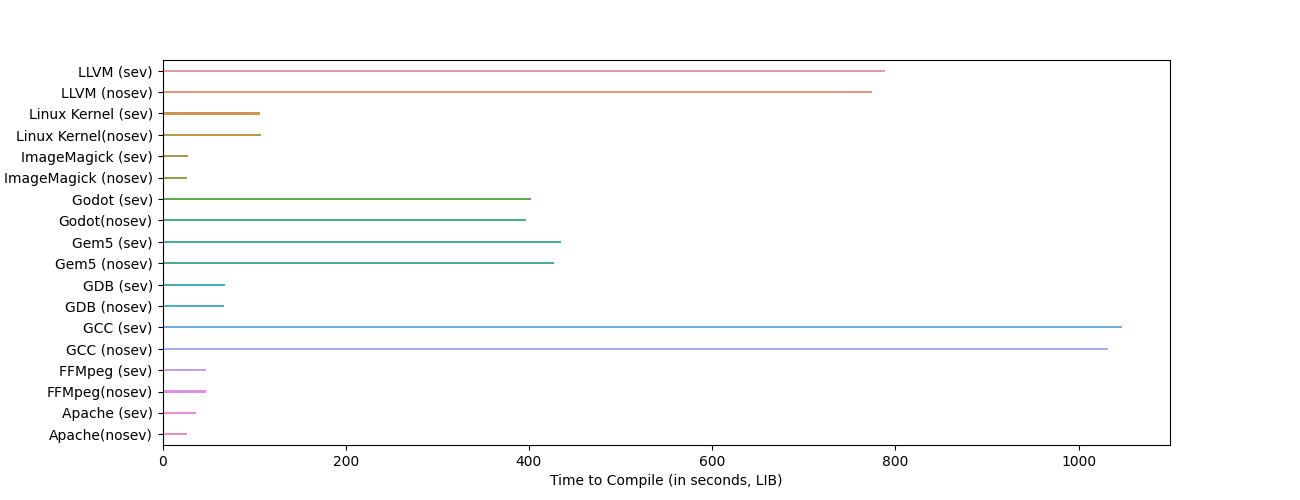 LLVM (sev)
LLVM (nosev)
Linux Kernel (sev)
Linux Kernel(nosev)
ImageMagick (sev)
ImageMagick (nosev)
Godot (sev)
Godot(nosev)
Gem5 (sev)
Gem5 (nosev)
GDB (sev)
GDB (nosev)
GCC (sev)
GCC (nosev)
FFMpeg (sev)
FFMpeg(nosev)
Apache (sev)
Apache(nosev)
0 200 400 600 800 1000
Time to Compile (in seconds, LIB)